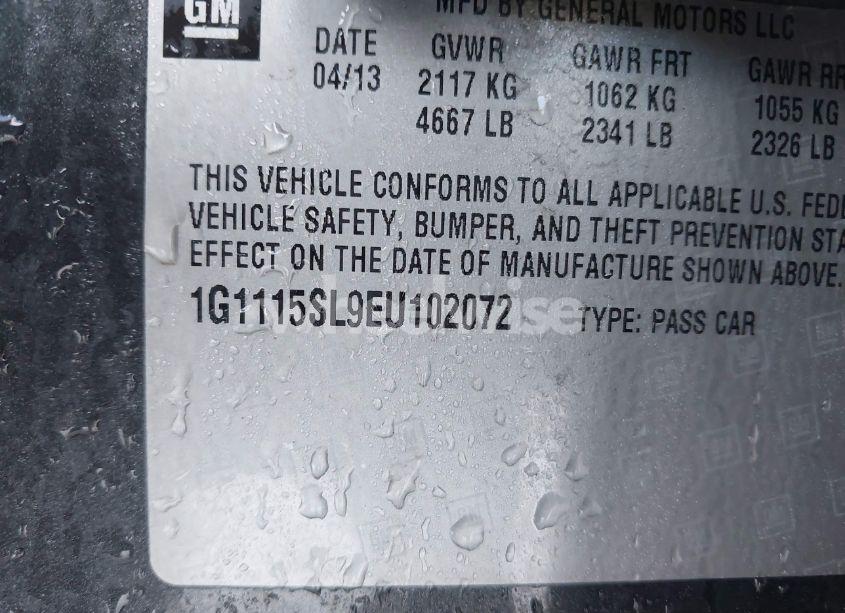 GM
MFD BY GENERAL MOTORS LLC
DATE GVWR GAWR FRT GAWR RR
04/13 2117 KG 1062 KG 1055 KG
4667 LB 2341 LB 2326 LB
THIS VEHICLE CONFORMS TO ALL APPLICABLE U.S. FEDE
VEHICLE SAFETY, BUMPER, AND THEFT PREVENTION STA
EFFECT ON THE DATE OF MANUFACTURE SHOWN ABOVE.
1G1115SL9EU102072 TYPE: PASS CAR